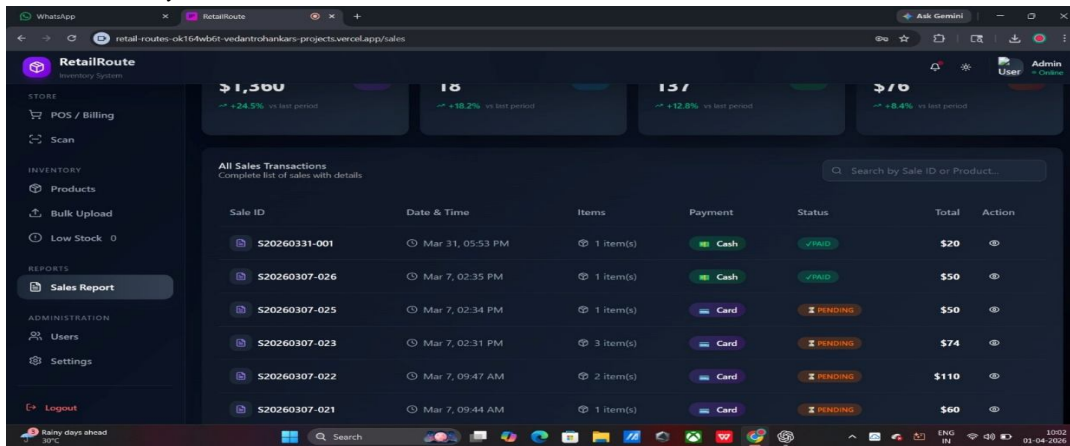 WhatsApp
RetailRoute
Ask Gemini
retail-routes-ok164wb6t-vedantrohankars-projects.vercel.app/sales
RetailRoute
Inventory System
User
Admin
Online
STORE
POS / Billing
Scan
INVENTORY
Products
Bulk Upload
Low Stock 0
REPORTS
Sales Report
ADMINISTRATION
Users
Settings
Logout
$1,360
+24.5% vs last period
18
+18.2% vs last period
137
+12.8% vs last period
$76
+8.4% vs last period
All Sales Transactions
Complete list of sales with details
Search by Sale ID or Product...
Sale ID Date & Time Items Payment Status Total Action
S20260331-001 Mar 31, 05:53 PM 1 item(s) Cash ✓PAID $20
S20260307-026 Mar 7, 02:35 PM 1 item(s) Cash ✓PAID $50
S20260307-025 Mar 7, 02:34 PM 1 item(s) Card PENDING $50
S20260307-023 Mar 7, 02:31 PM 3 item(s) Card PENDING $74
S20260307-022 Mar 7, 09:47 AM 2 item(s) Card PENDING $110
S20260307-021 Mar 7, 09:44 AM 1 item(s) Card PENDING $60
Rainy days ahead
30°C
Search
ENG
IN
10:02
01-04-2026